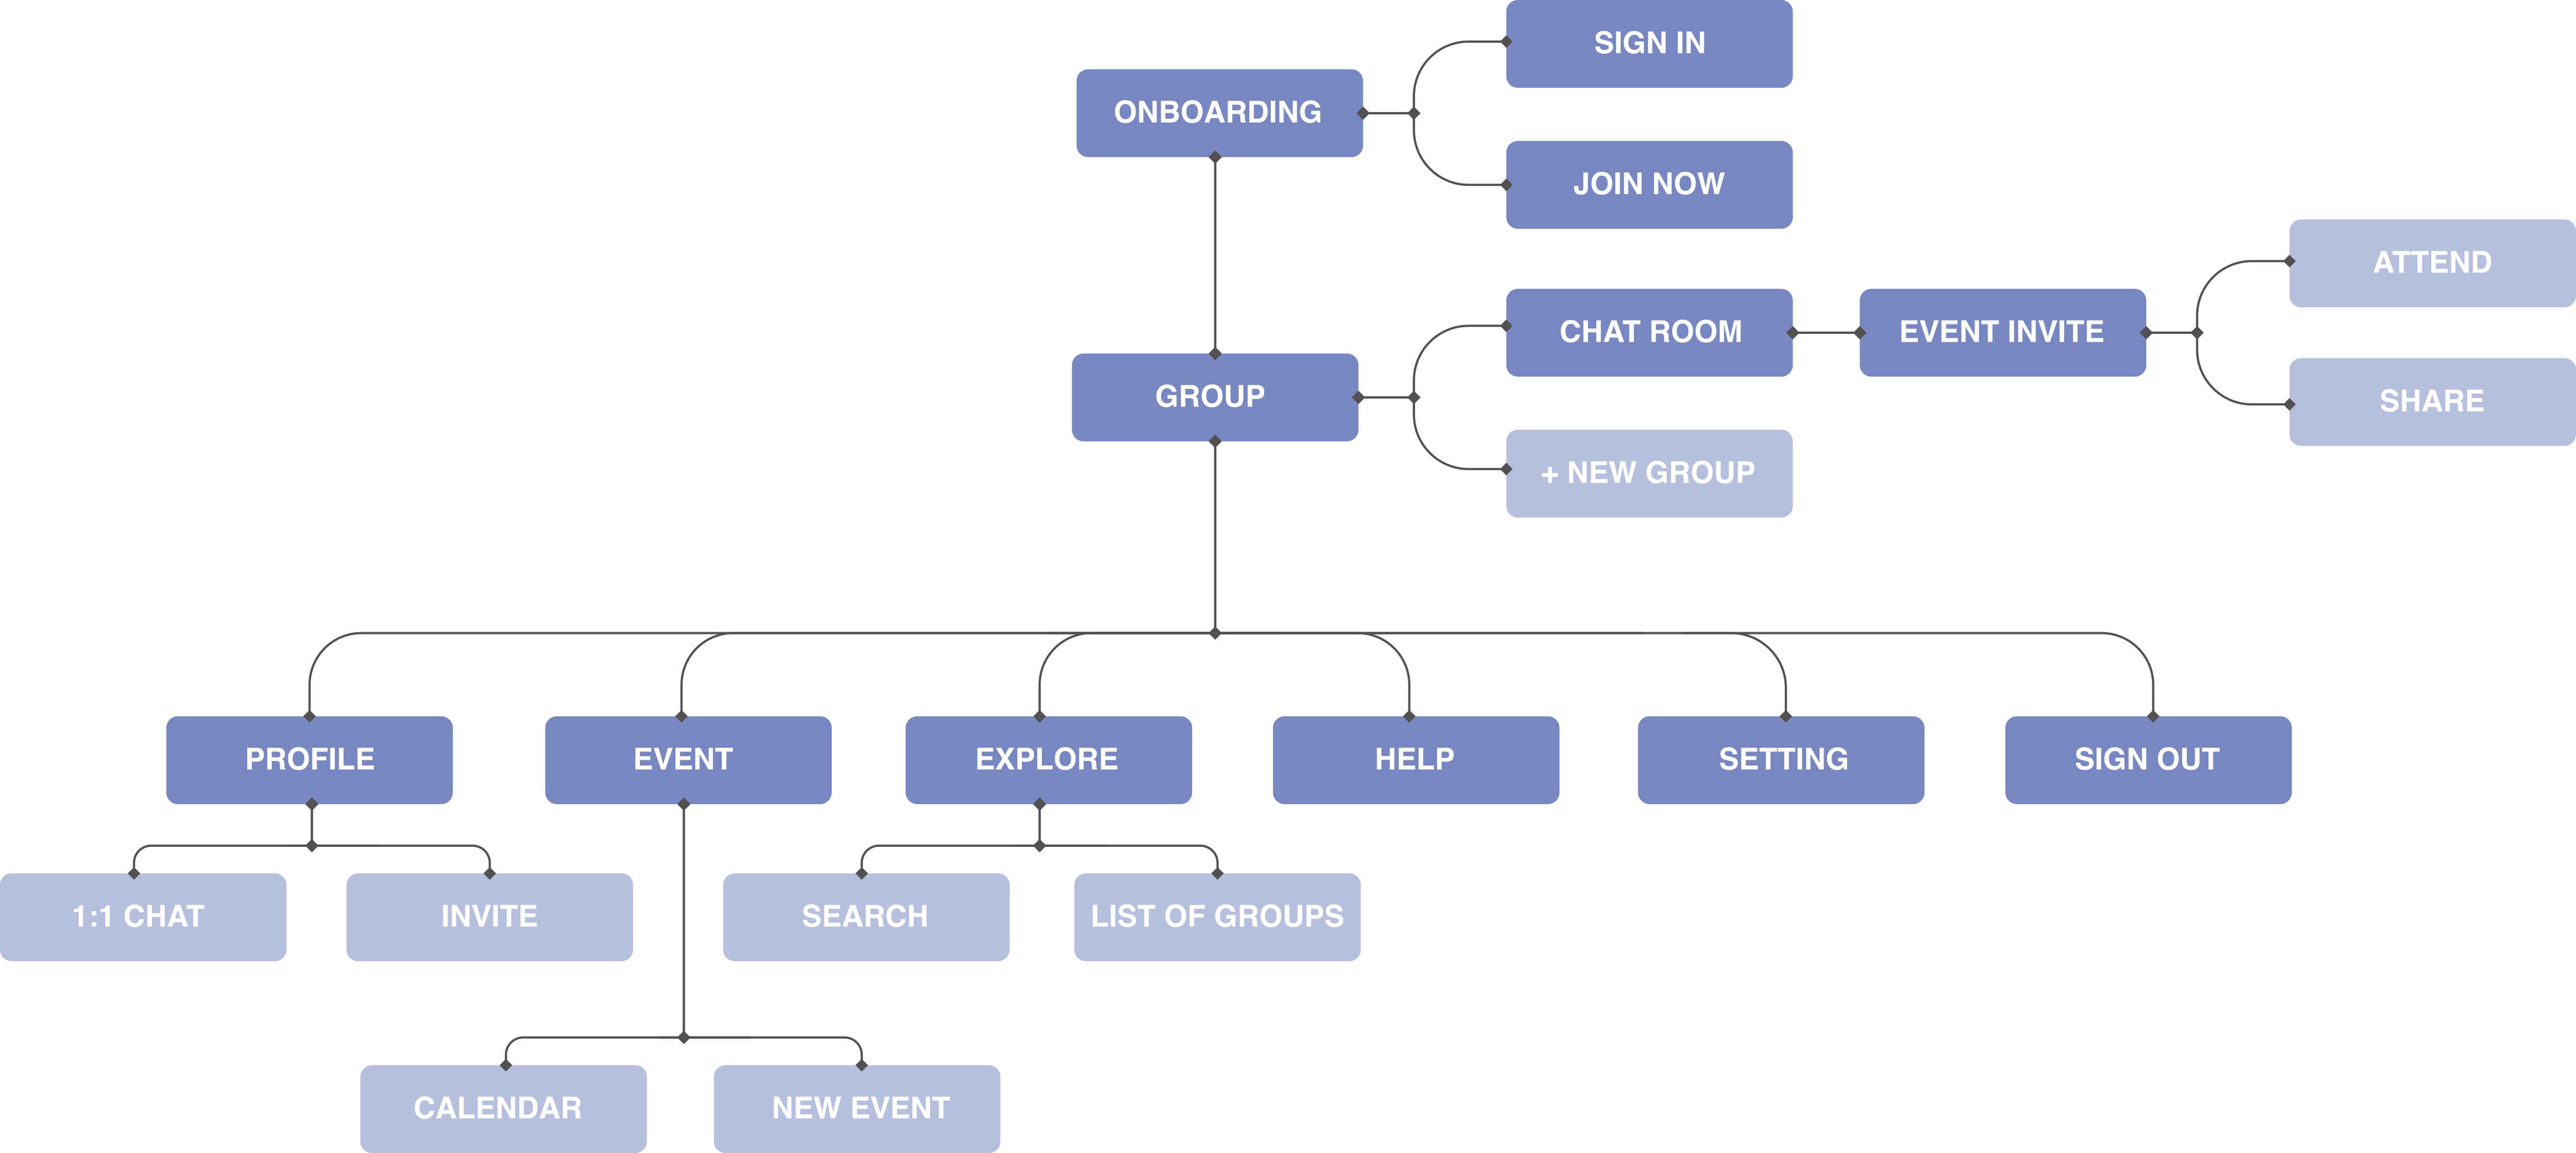 SIGN IN
ONBOARDING
JOIN NOW
ATTEND
CHAT ROOM
EVENT INVITE
GROUP
SHARE
+ NEW GROUP
PROFILE
EVENT
EXPLORE
HELP
SETTING
SIGN OUT
1:1 CHAT
INVITE
SEARCH
LIST OF GROUPS
CALENDAR
NEW EVENT